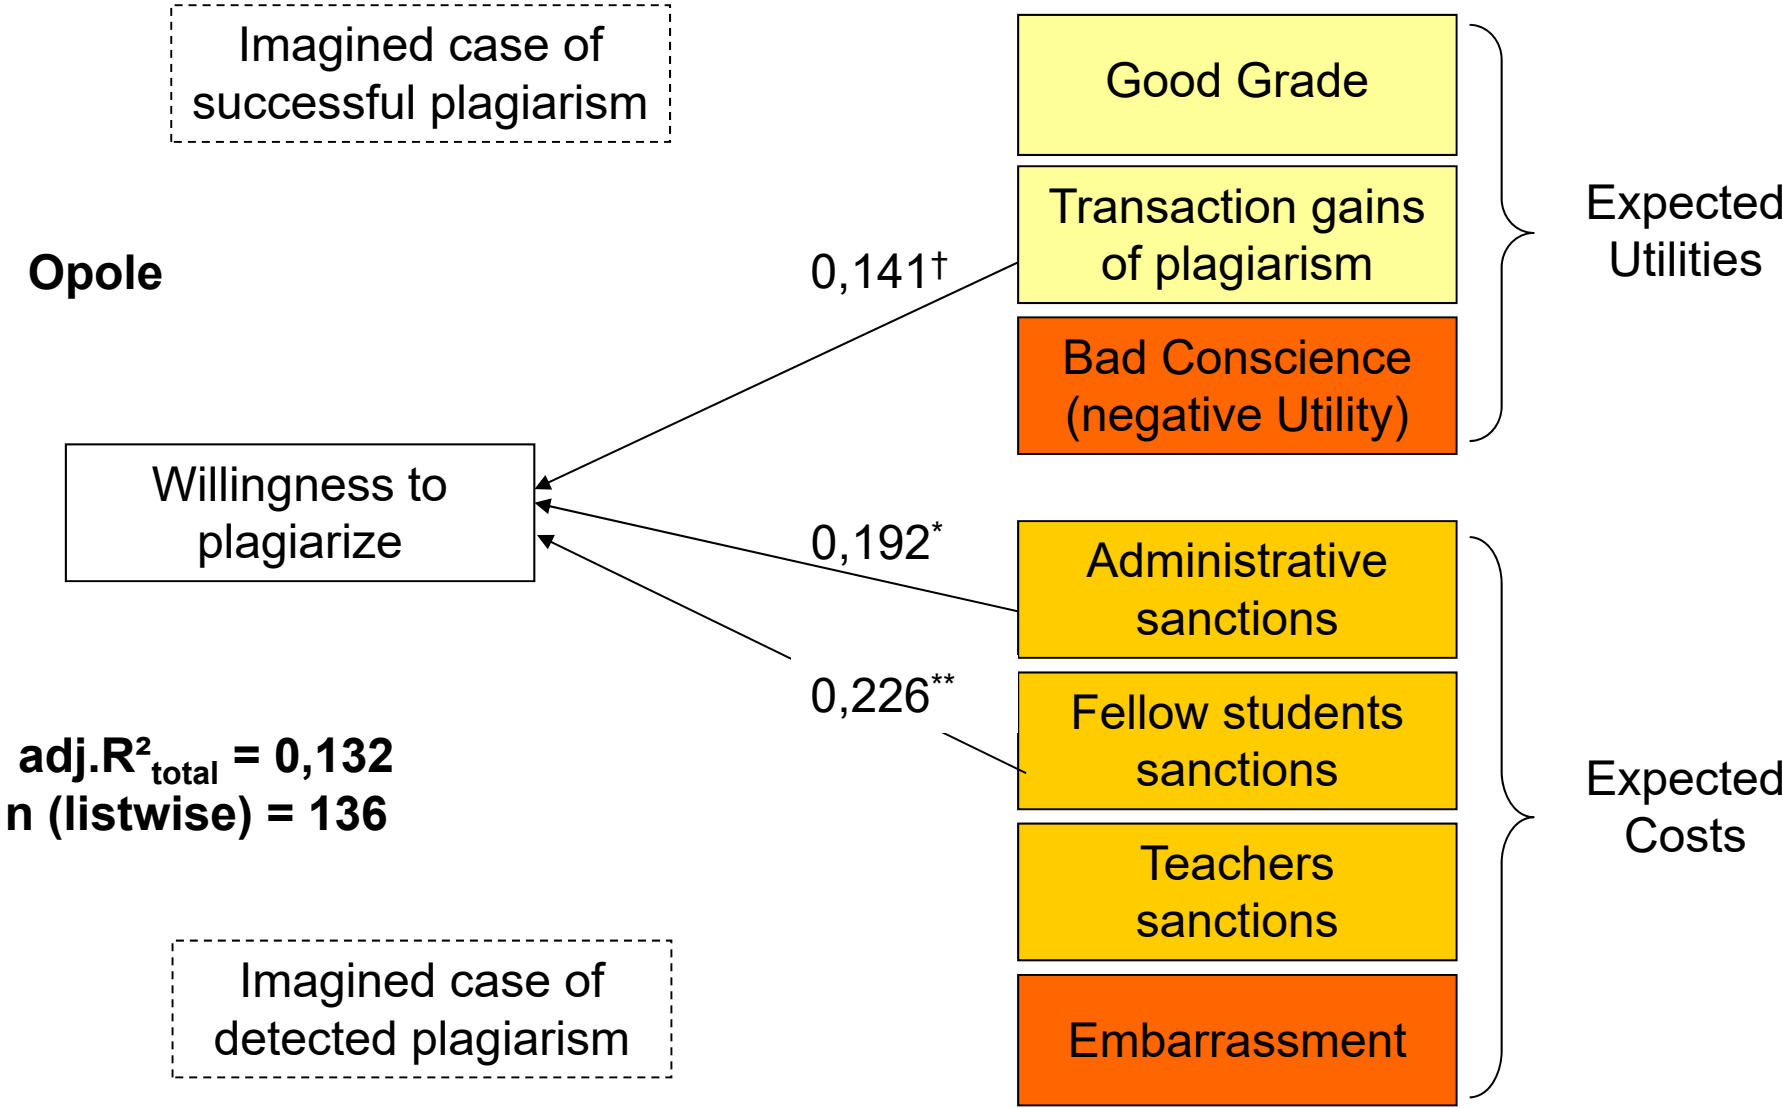 Imagined case of
successful plagiarism
Good Grade
Transaction gains
of plagiarism
Bad Conscience
(negative Utility)
Expected
Utilities
Opole
0,141†
Willingness to
plagiarize
0,192*
0,226**
Administrative
sanctions
Fellow students
sanctions
Teachers
sanctions
Embarrassment
Expected
Costs
adj.R²total = 0,132
n (listwise) = 136
Imagined case of
detected plagiarism